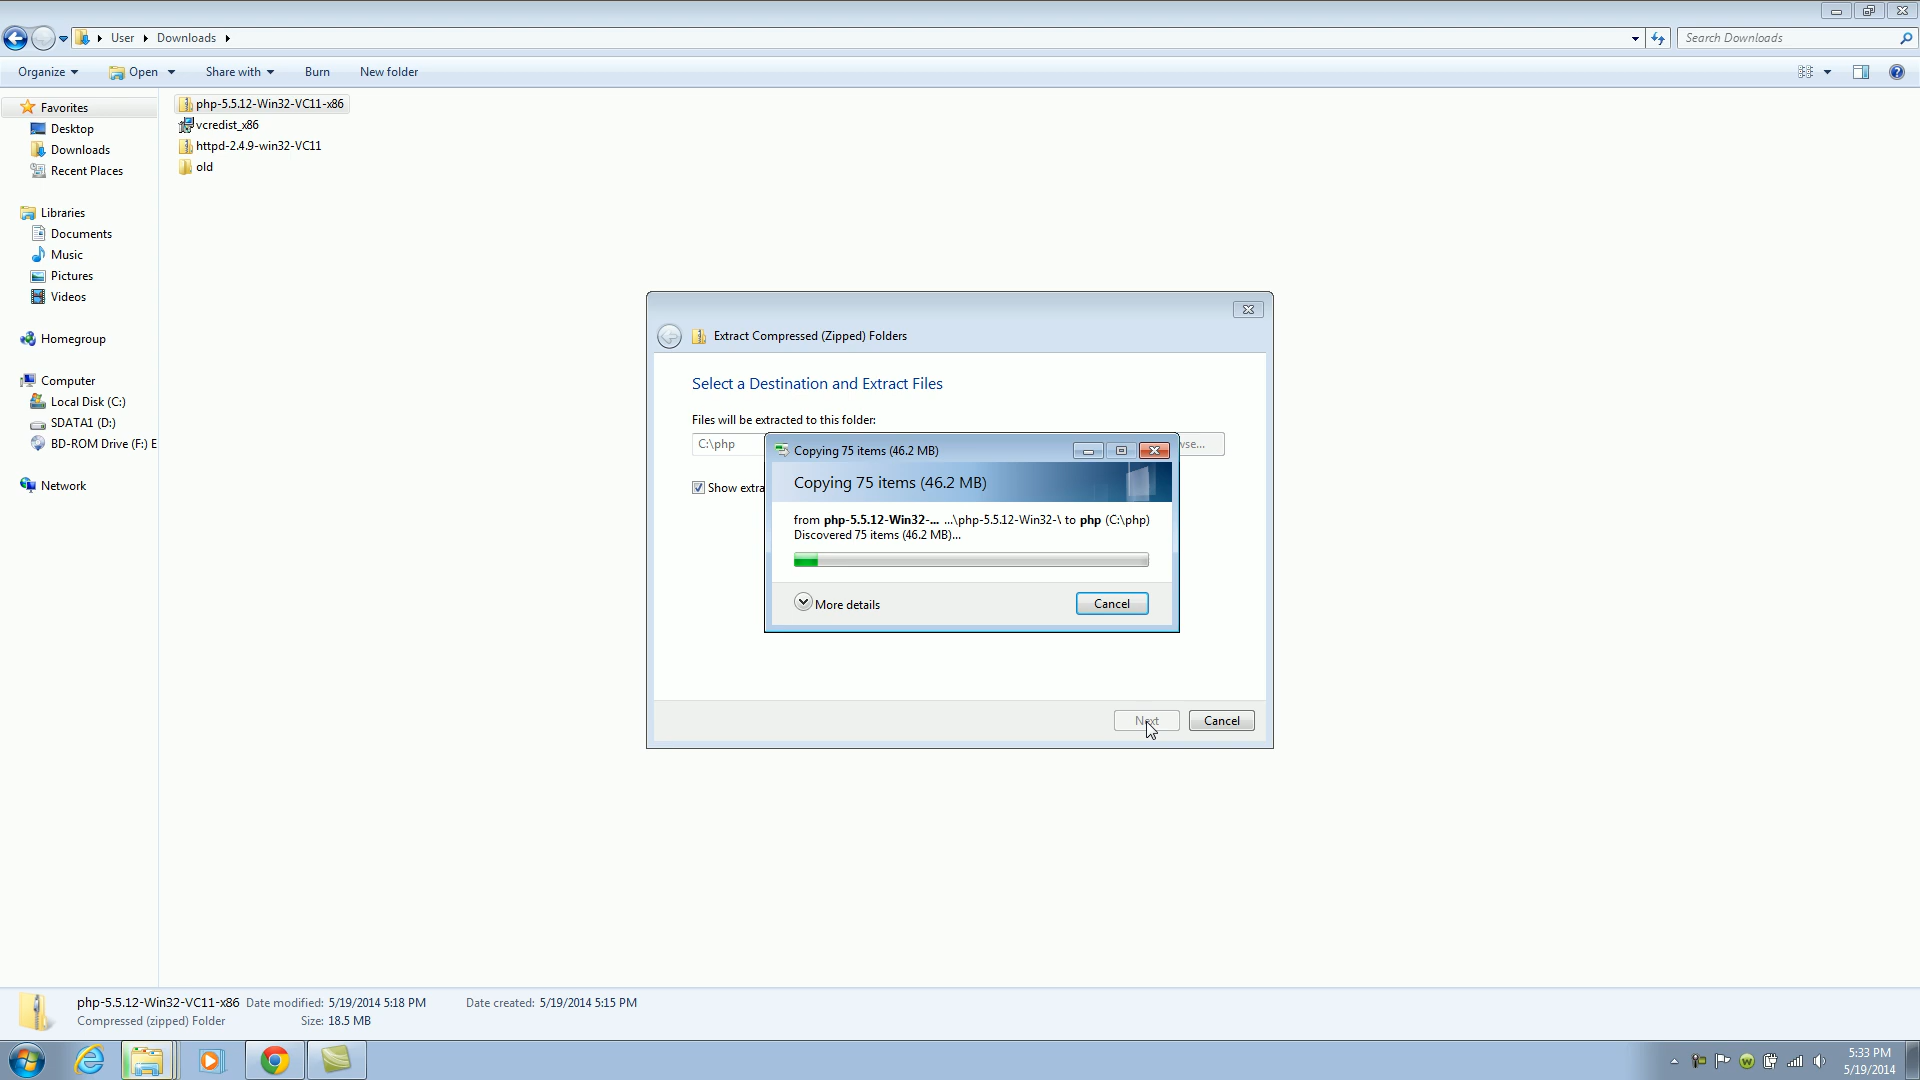 User
Downloads
Search Downloads
Organize
Open
Share with
Burn
New folder
Favorites
Desktop
Downloads
Recent Places
Libraries
Documents
Music
Pictures
Videos
Homegroup
Computer
Local Disk (C:)
SDATA1 (D:)
BD-ROM Drive (F:) E
Network
php-5.5.12-Win32-VC11-x86
vcredist_x86
httpd-2.4.9-win32-VC11
old
Extract Compressed (Zipped) Folders
Select a Destination and Extract Files
Files will be extracted to this folder:
C:\php
wse...
Show extra
Copying 75 items (46.2 MB)
Copying 75 items (46.2 MB)
from php-5.5.12-Win32-... ...\php-5.5.12-Win32-\ to php (C:\php)
Discovered 75 items (46.2 MB)...
More details
Cancel
Next
Cancel
php-5.5.12-Win32-VC11-x86 Date modified: 5/19/2014 5:18 PM Date created: 5/19/2014 5:15 PM
Compressed (zipped) Folder Size: 18.5 MB
5:33 PM
5/19/2014